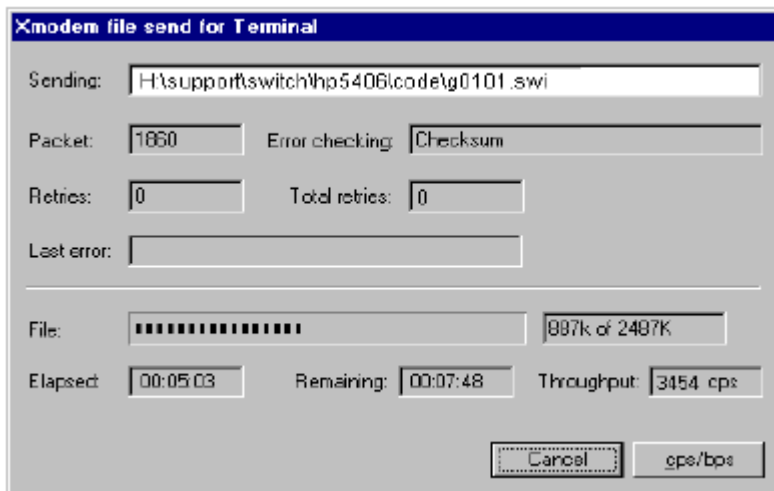 Xmodem file send for Terminal
Sending: H:\support\switch\hp5406\code\g0101.swi
Packet: 1860 Error checking: Checksum
Retries: 0 Total retries: 0
Last error:
File: 887k of 2487K
Elapsed: 00:05:03 Remaining: 00:07:48 Throughput: 3454 cps
Cancel cps/bps